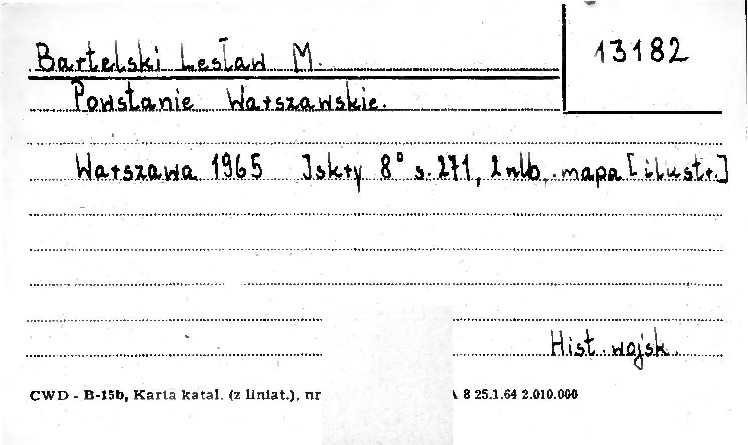 Bartelski Lesław M.
13182
Powstanie Warszawskie.
Warszawa 1965 Iskry 8° s. 271, 2 nlb. mapa [ilustr.]
Hist. wojsk.
CWD - B-15b, Karta katal. (z liniat.), nr
A 8 25.1.64 2.010.000